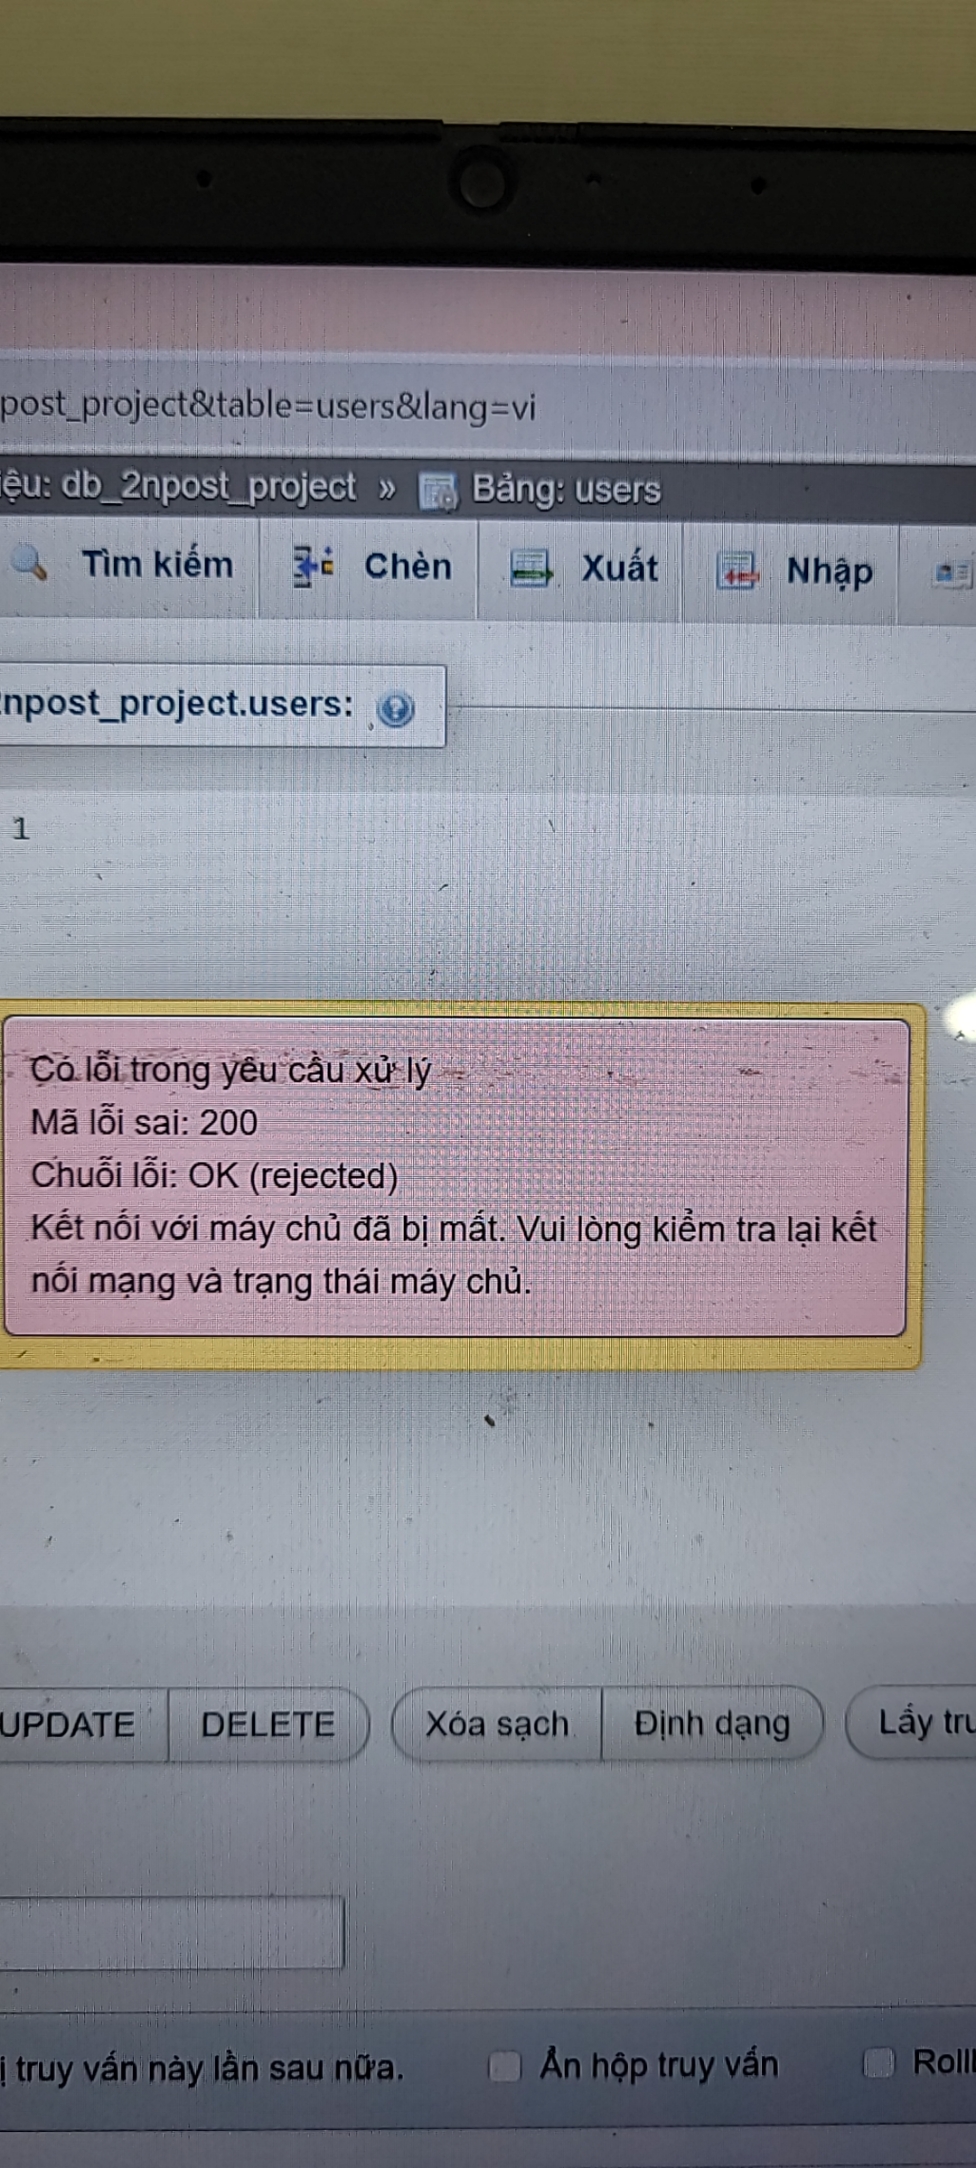 post_project&table=users&lang=vi
iệu: db_2npost_project » Bảng: users
Tìm kiếm Chèn Xuất Nhập
npost_project.users:
1
Có lỗi trong yêu cầu xử lý
Mã lỗi sai: 200
Chuỗi lỗi: OK (rejected)
Kết nối với máy chủ đã bị mất. Vui lòng kiểm tra lại kết
nối mạng và trạng thái máy chủ.
UPDATE DELETE Xóa sạch Định dạng Lấy
truy vấn này lần sau nữa. Ẩn hộp truy vấn